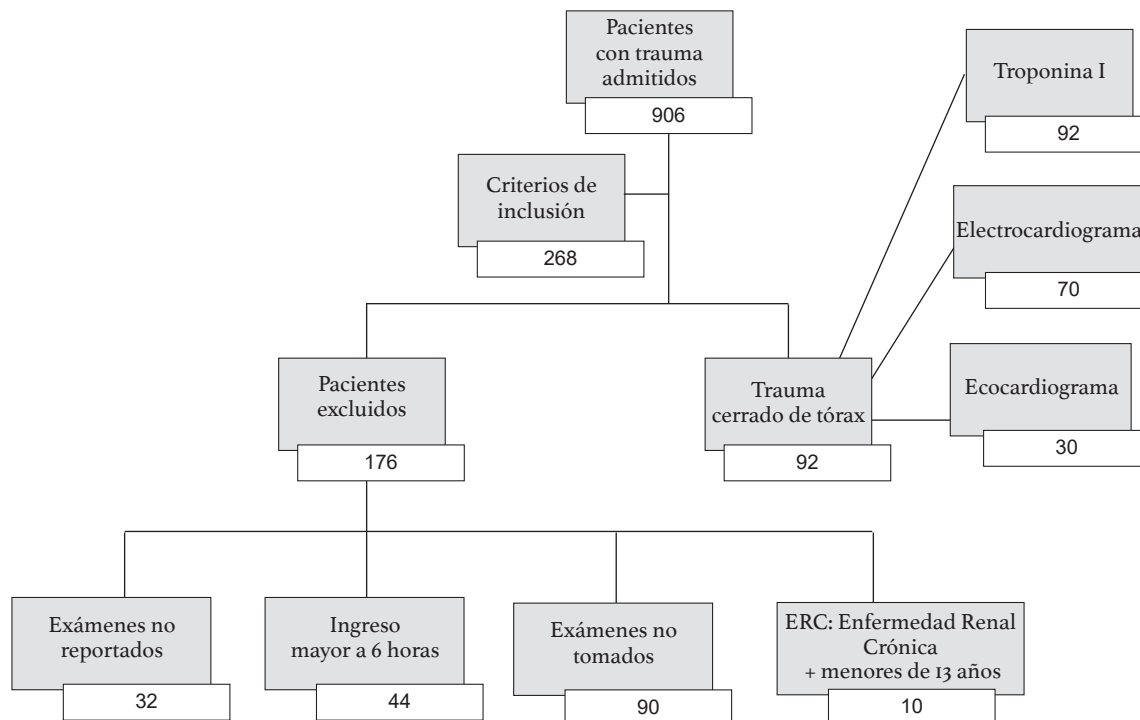 Pacientes
con trauma
admitidos
906
Criterios de
inclusión
268
Pacientes
excluidos
176
Trauma
cerrado de tórax
92
Troponina I
92
Electrocardiograma
70
Ecocardiograma
30
Exámenes no
reportados
32
Ingreso
mayor a 6 horas
44
Exámenes no
tomados
90
ERC: Enfermedad Renal
Crónica
+ menores de 13 años
10